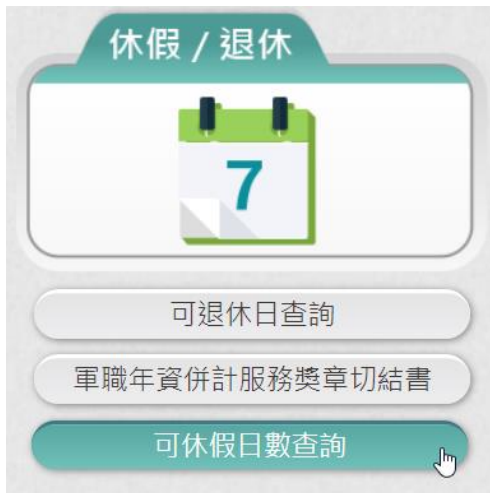 休假 / 退休
7
可退休日查詢
軍職年資併計服務獎章切結書
可休假日數查詢